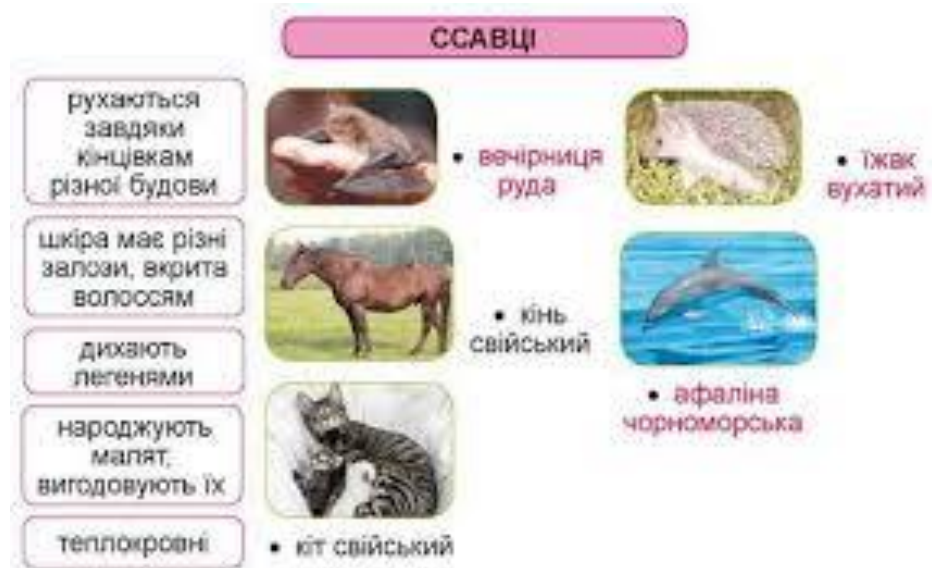 ССАВЦІ
рухаються
завдяки
кінцівкам
різної будови
• вечірниця
руда
• їжак
вухатий
шкіра має різні
залози, вкрита
волоссям
• кінь
свійський
дихають
легенями
• афаліна
чорноморська
народжують
малят,
вигодовують їх
теплокровні
• кіт свійський